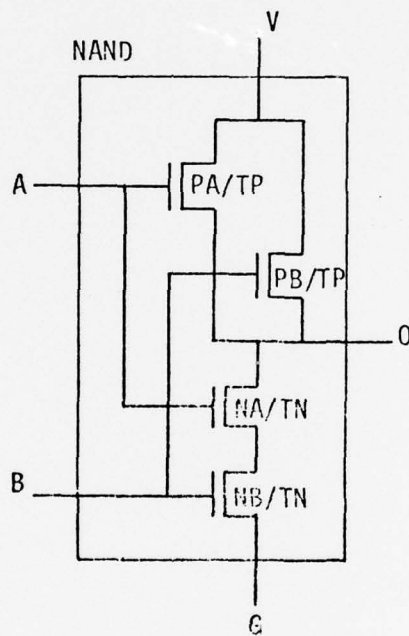 V
NAND
A
PA/TP
PB/TP
O
NA/TN
B
NB/TN
G